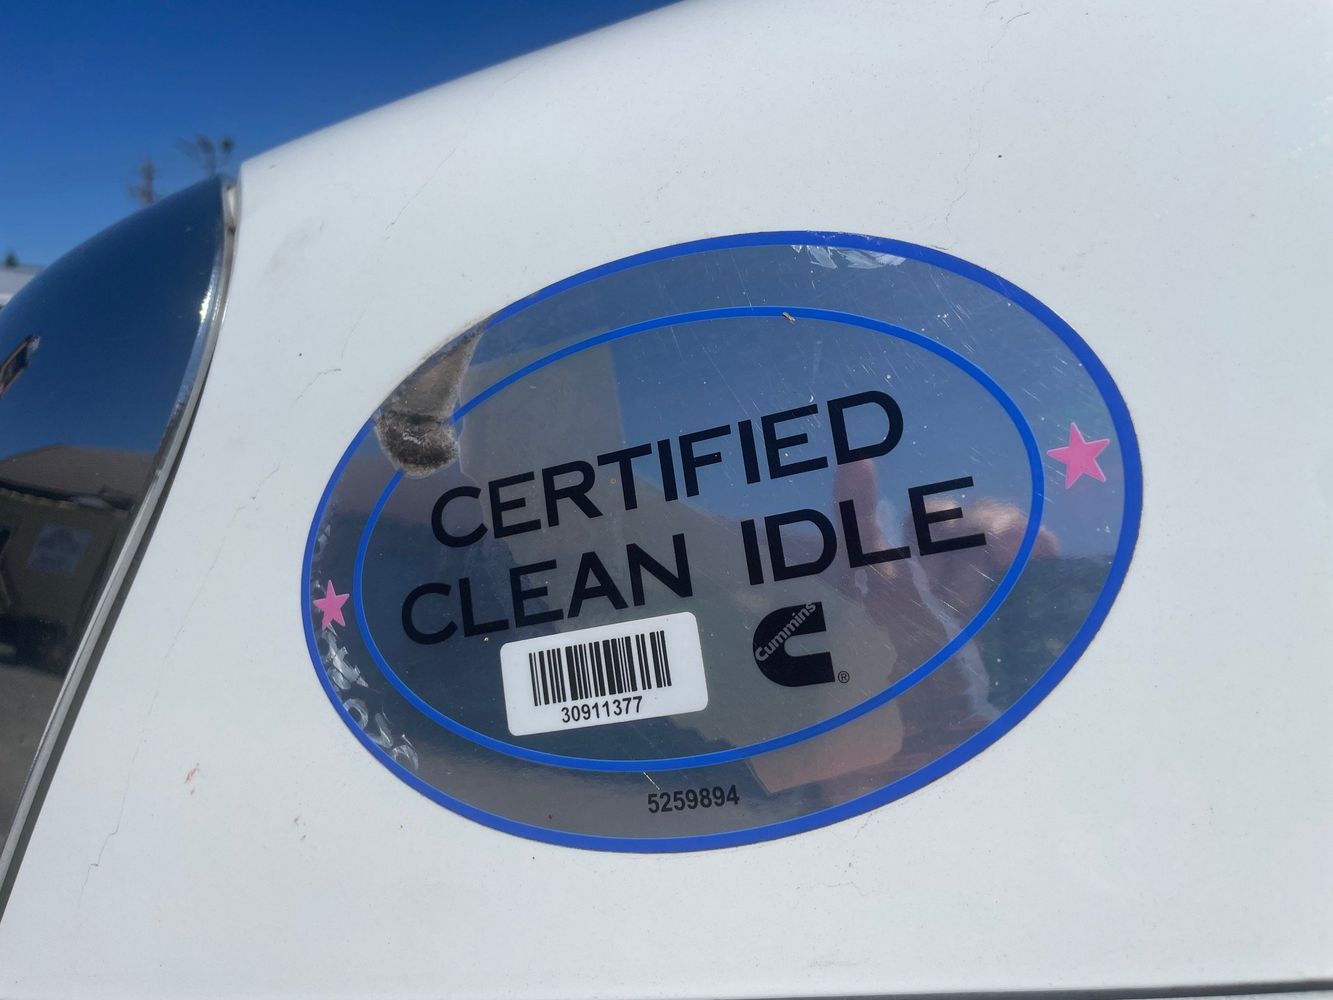 CERTIFIED
CLEAN IDLE
Cummins
®
30911377
5259894